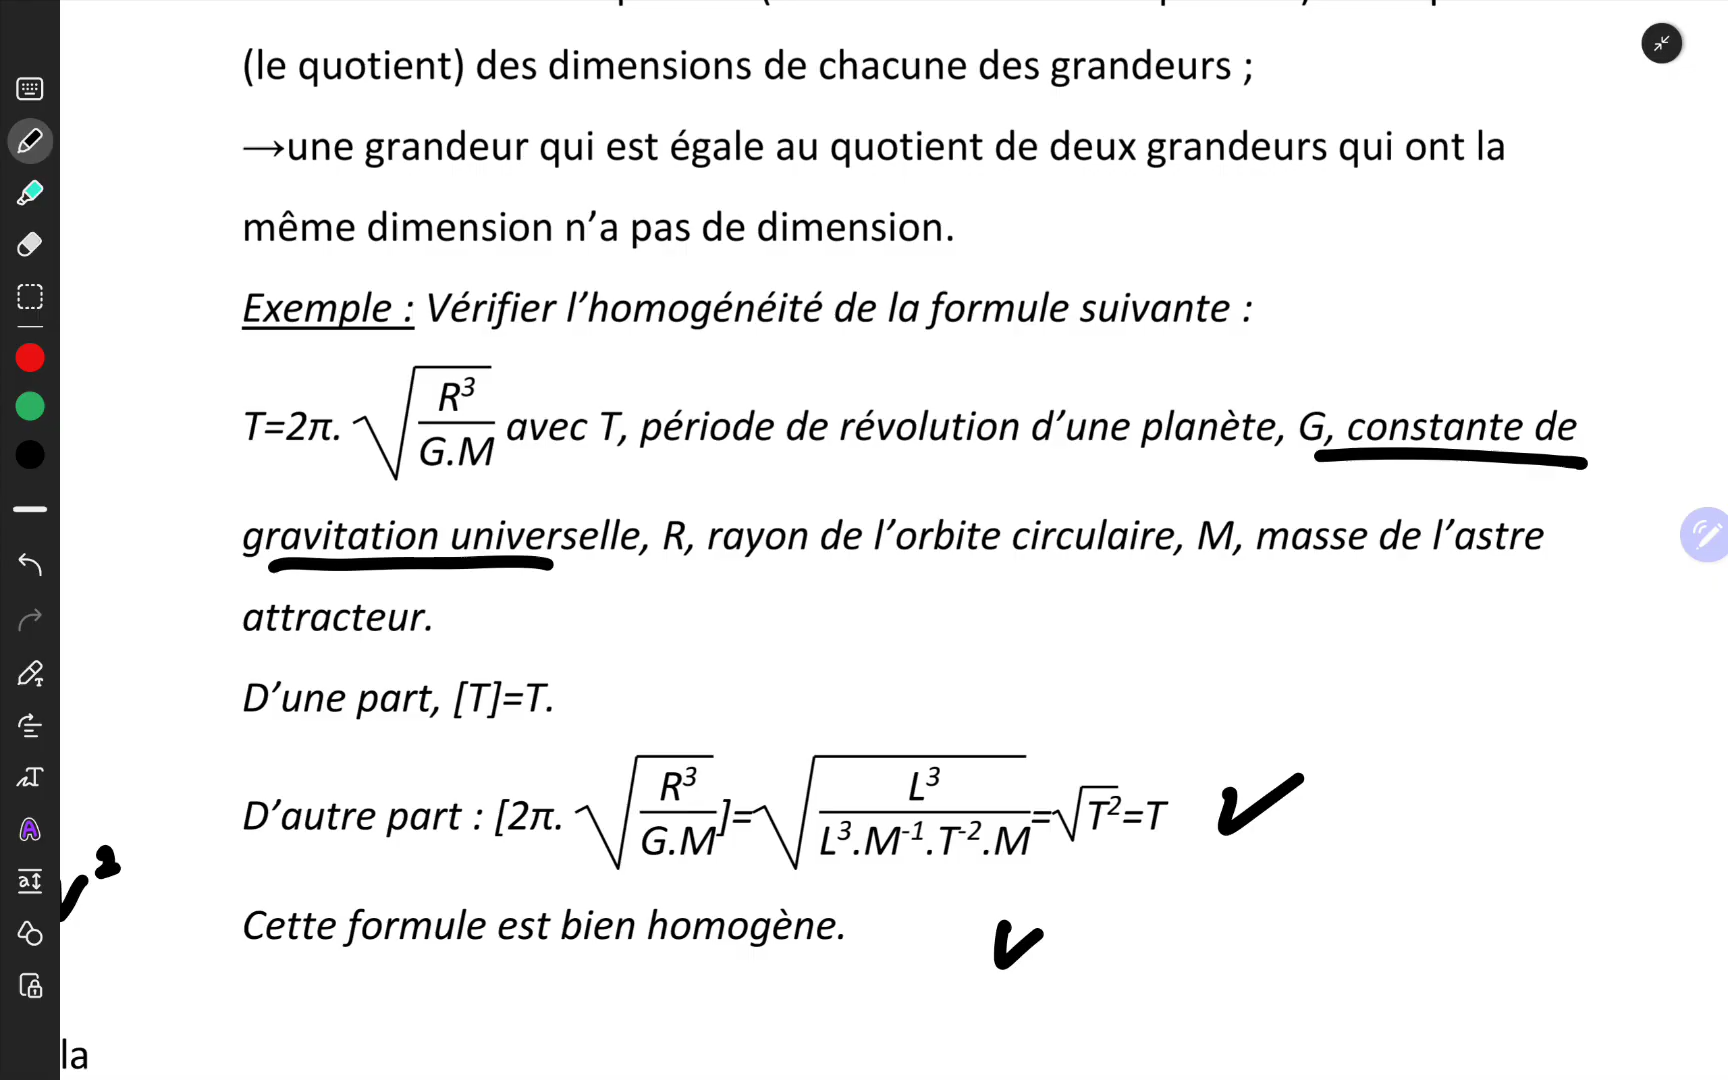 (le quotient) des dimensions de chacune des grandeurs ;
→une grandeur qui est égale au quotient de deux grandeurs qui ont la
même dimension n’a pas de dimension.
Exemple : Vérifier l’homogénéité de la formule suivante :
T=2π.√(R³/G.M) avec T, période de révolution d’une planète, G, constante de
gravitation universelle, R, rayon de l’orbite circulaire, M, masse de l’astre
attracteur.
D’une part, [T]=T.
D’autre part : [2π.√(R³/G.M)]=√(L³/L³.M⁻¹.T⁻².M)=√T²=T
Cette formule est bien homogène.
la